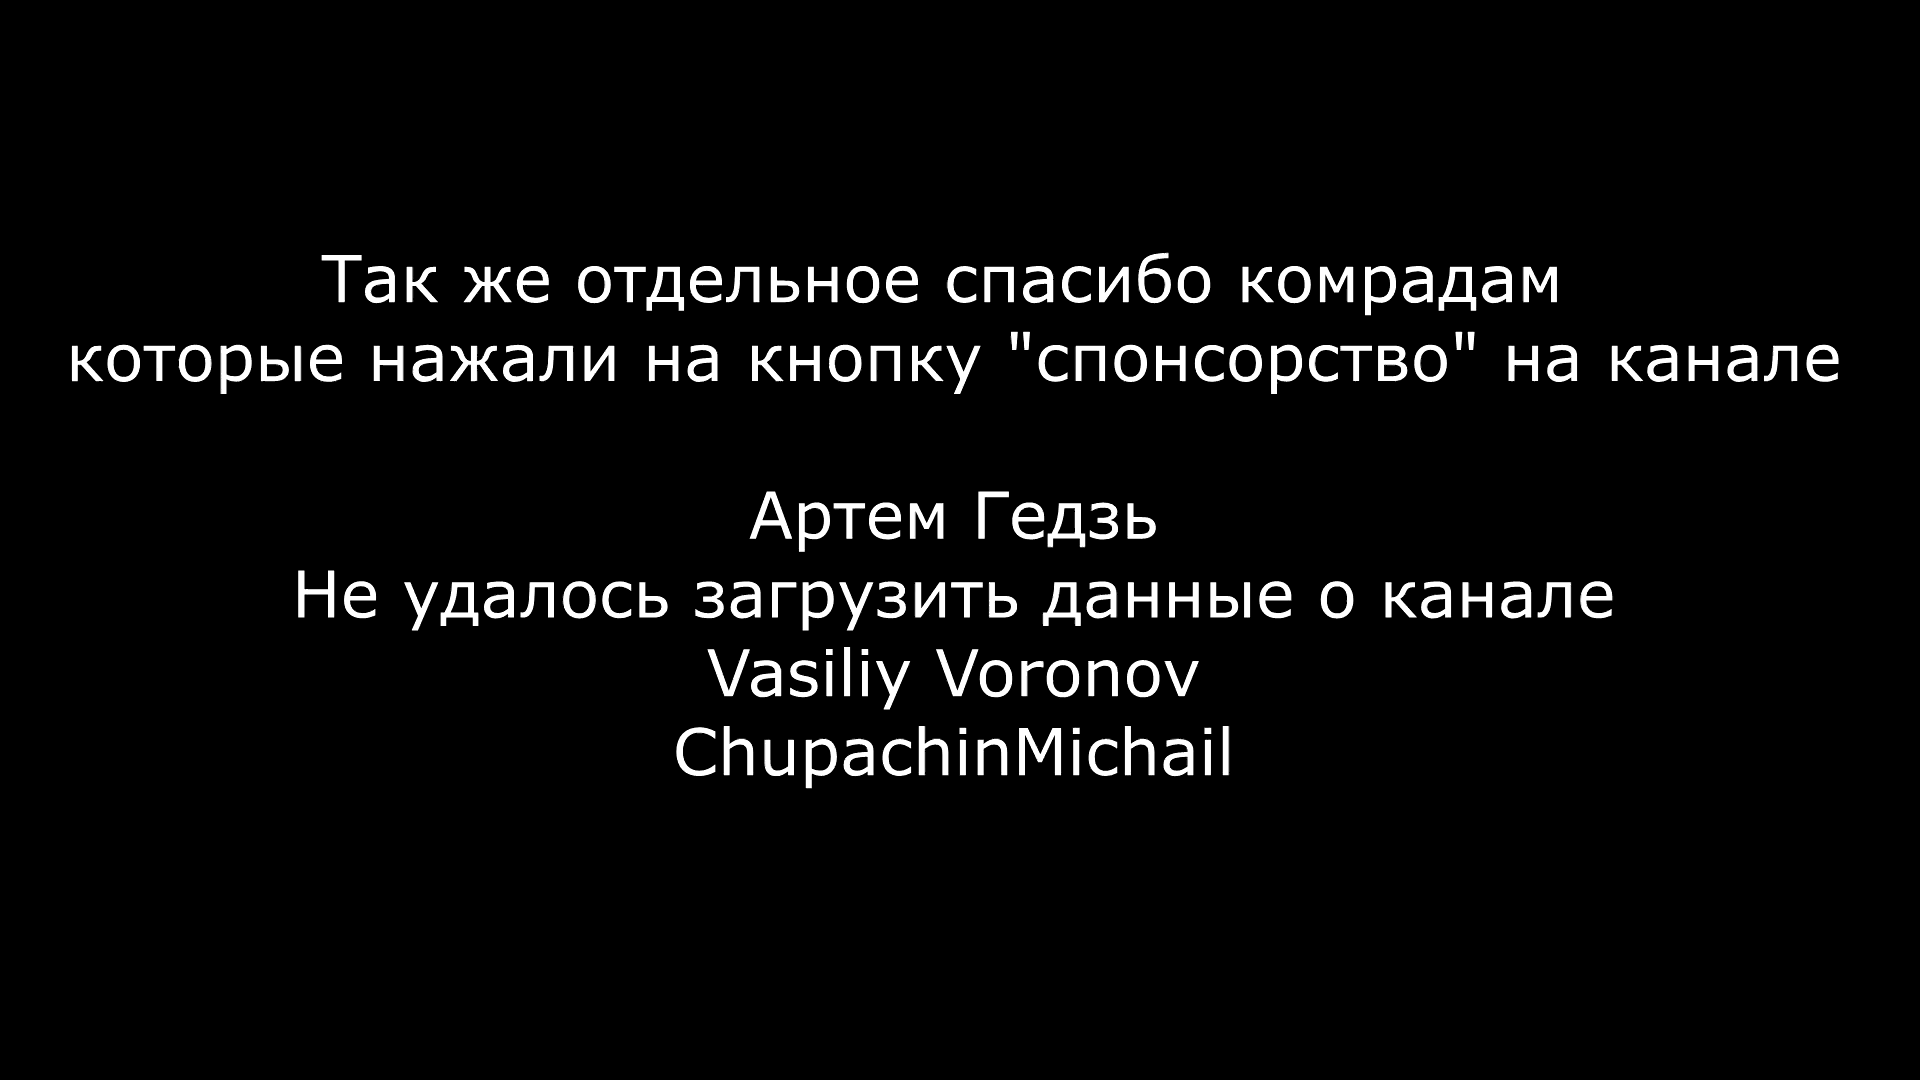 Так же отдельное спасибо комрадам
которые нажали на кнопку "спонсорство" на канале
Артем Гедзь
Не удалось загрузить данные о канале
Vasiliy Voronov
ChupachinMichail